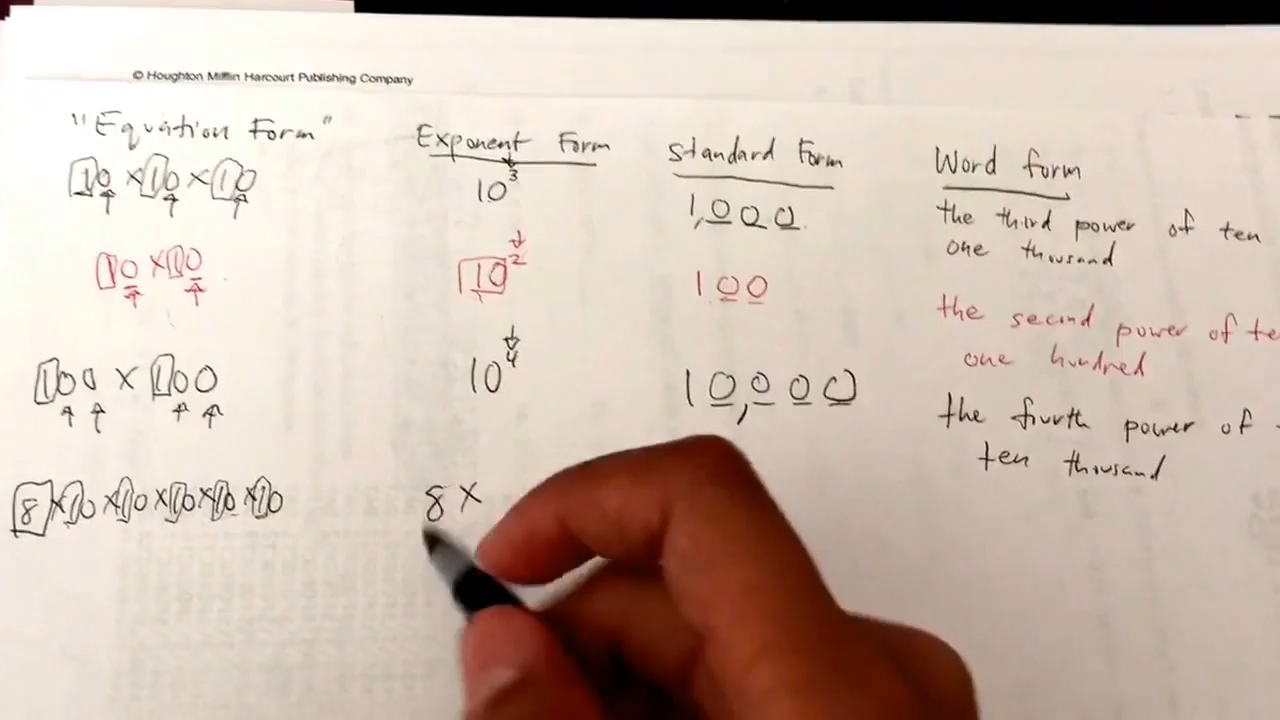 © Houghton Mifflin Harcourt Publishing Company
"Equation Form"
Exponent Form
Standard Form
Word form
10 × 10 × 10
10³
1,000
the third power of ten
one thousand
10 × 10
10²
100
the second power of te
one hundred
100 × 100
10⁴
10,000
the fourth power of
ten thousand
8 × 10 × 10 × 10 × 10 × 10
8 ×